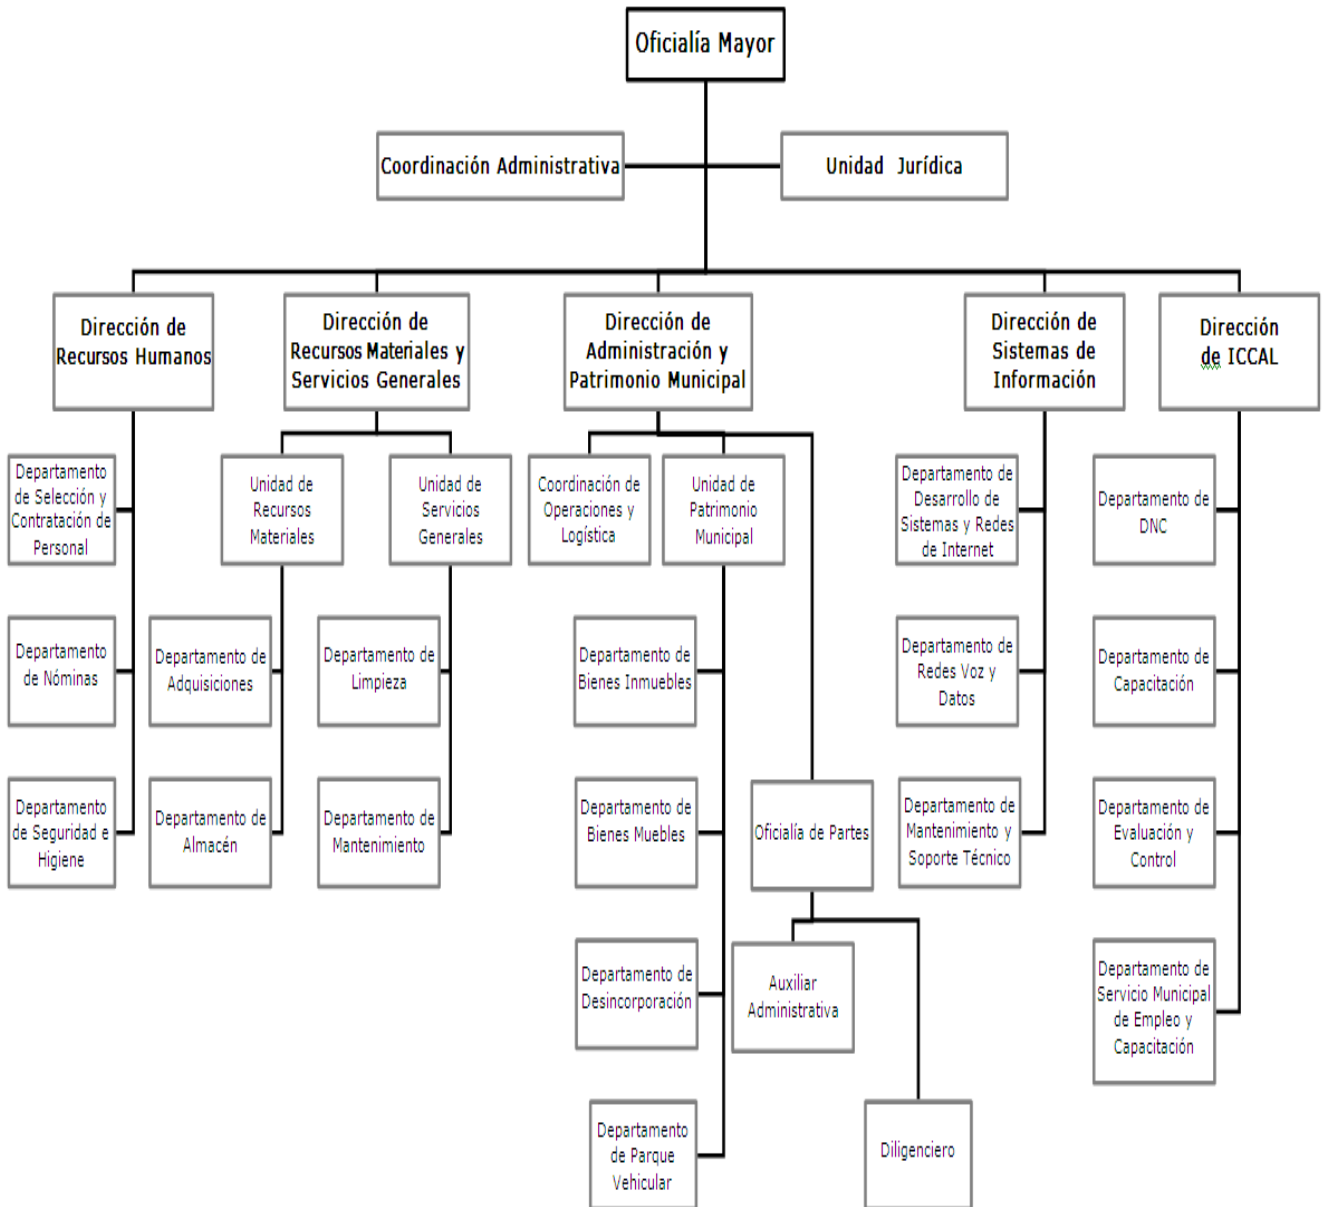 Oficialía Mayor
Coordinación Administrativa
Unidad Jurídica
Dirección de
Recursos Humanos
Dirección de
Recursos Materiales y
Servicios Generales
Dirección de
Administración y
Patrimonio Municipal
Dirección de
Sistemas de
Información
Dirección
de ICCAL
Departamento
de Selección y
Contratación de
Personal
Unidad de
Recursos
Materiales
Unidad de
Servicios
Generales
Coordinación de
Operaciones y
Logística
Unidad de
Patrimonio
Municipal
Departamento de
Desarrollo de
Sistemas y Redes
de Internet
Departamento de
DNC
Departamento
de Nóminas
Departamento de
Adquisiciones
Departamento de
Limpieza
Departamento de
Bienes Inmuebles
Departamento de
Redes Voz y
Datos
Departamento de
Capacitación
Departamento
de Seguridad e
Higiene
Departamento de
Almacén
Departamento de
Mantenimiento
Departamento de
Bienes Muebles
Oficialía de Partes
Departamento de
Mantenimiento y
Soporte Técnico
Departamento de
Evaluación y
Control
Departamento de
Desincorporación
Auxiliar
Administrativa
Departamento de
Servicio Municipal
de Empleo y
Capacitación
Departamento
de Parque
Vehicular
Diligenciero